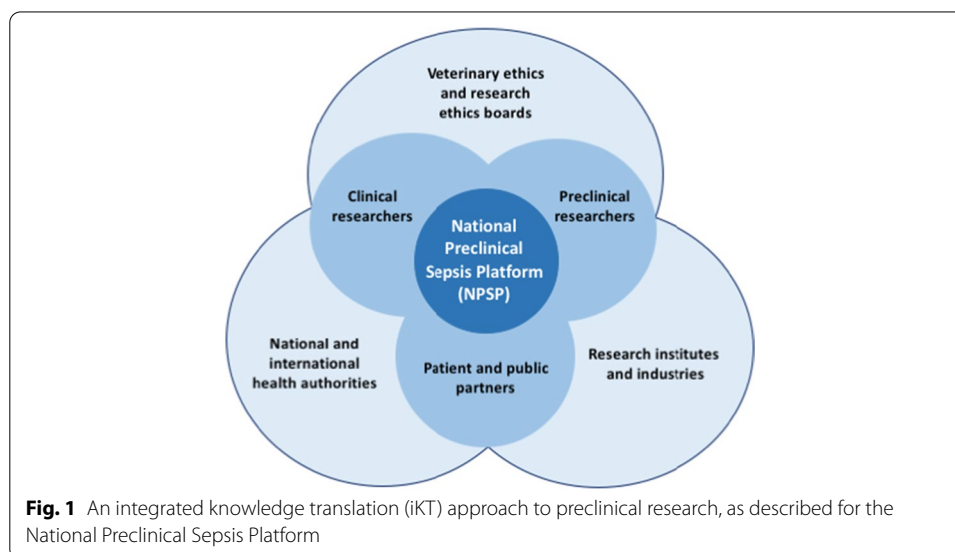 Veterinary ethics
and research
ethics boards
Clinical
researchers
Preclinical
researchers
National
Preclinical
Sepsis Platform
(NPSP)
National and
international
health authorities
Patient and public
partners
Research institutes
and industries
Fig. 1 An integrated knowledge translation (iKT) approach to preclinical research, as described for the
National Preclinical Sepsis Platform